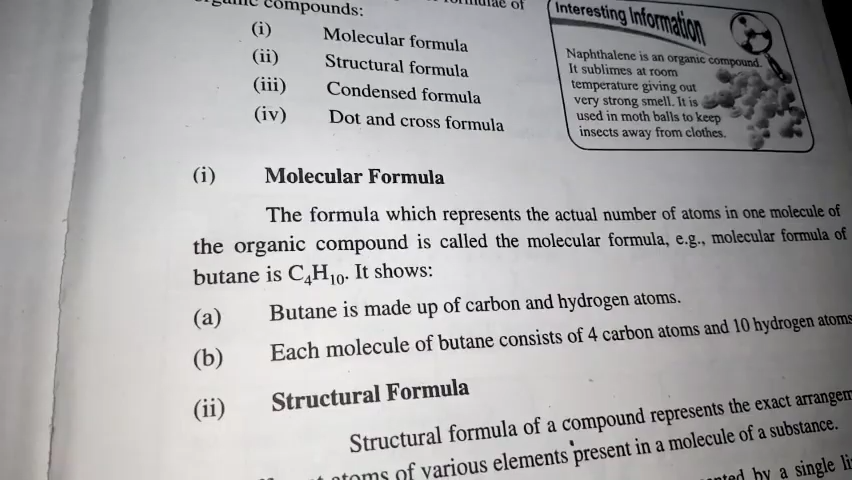 organic compounds:
formulae of
(i) Molecular formula
(ii) Structural formula
(iii) Condensed formula
(iv) Dot and cross formula
Interesting Information
Naphthalene is an organic compound.
It sublimes at room
temperature giving out
very strong smell. It is
used in moth balls to keep
insects away from clothes.
(i) Molecular Formula
The formula which represents the actual number of atoms in one molecule of
the organic compound is called the molecular formula, e.g., molecular formula of
butane is C₄H₁₀. It shows:
(a) Butane is made up of carbon and hydrogen atoms.
(b) Each molecule of butane consists of 4 carbon atoms and 10 hydrogen atoms
(ii) Structural Formula
Structural formula of a compound represents the exact arrangem
atoms of various elements present in a molecule of a substance.
by a single li